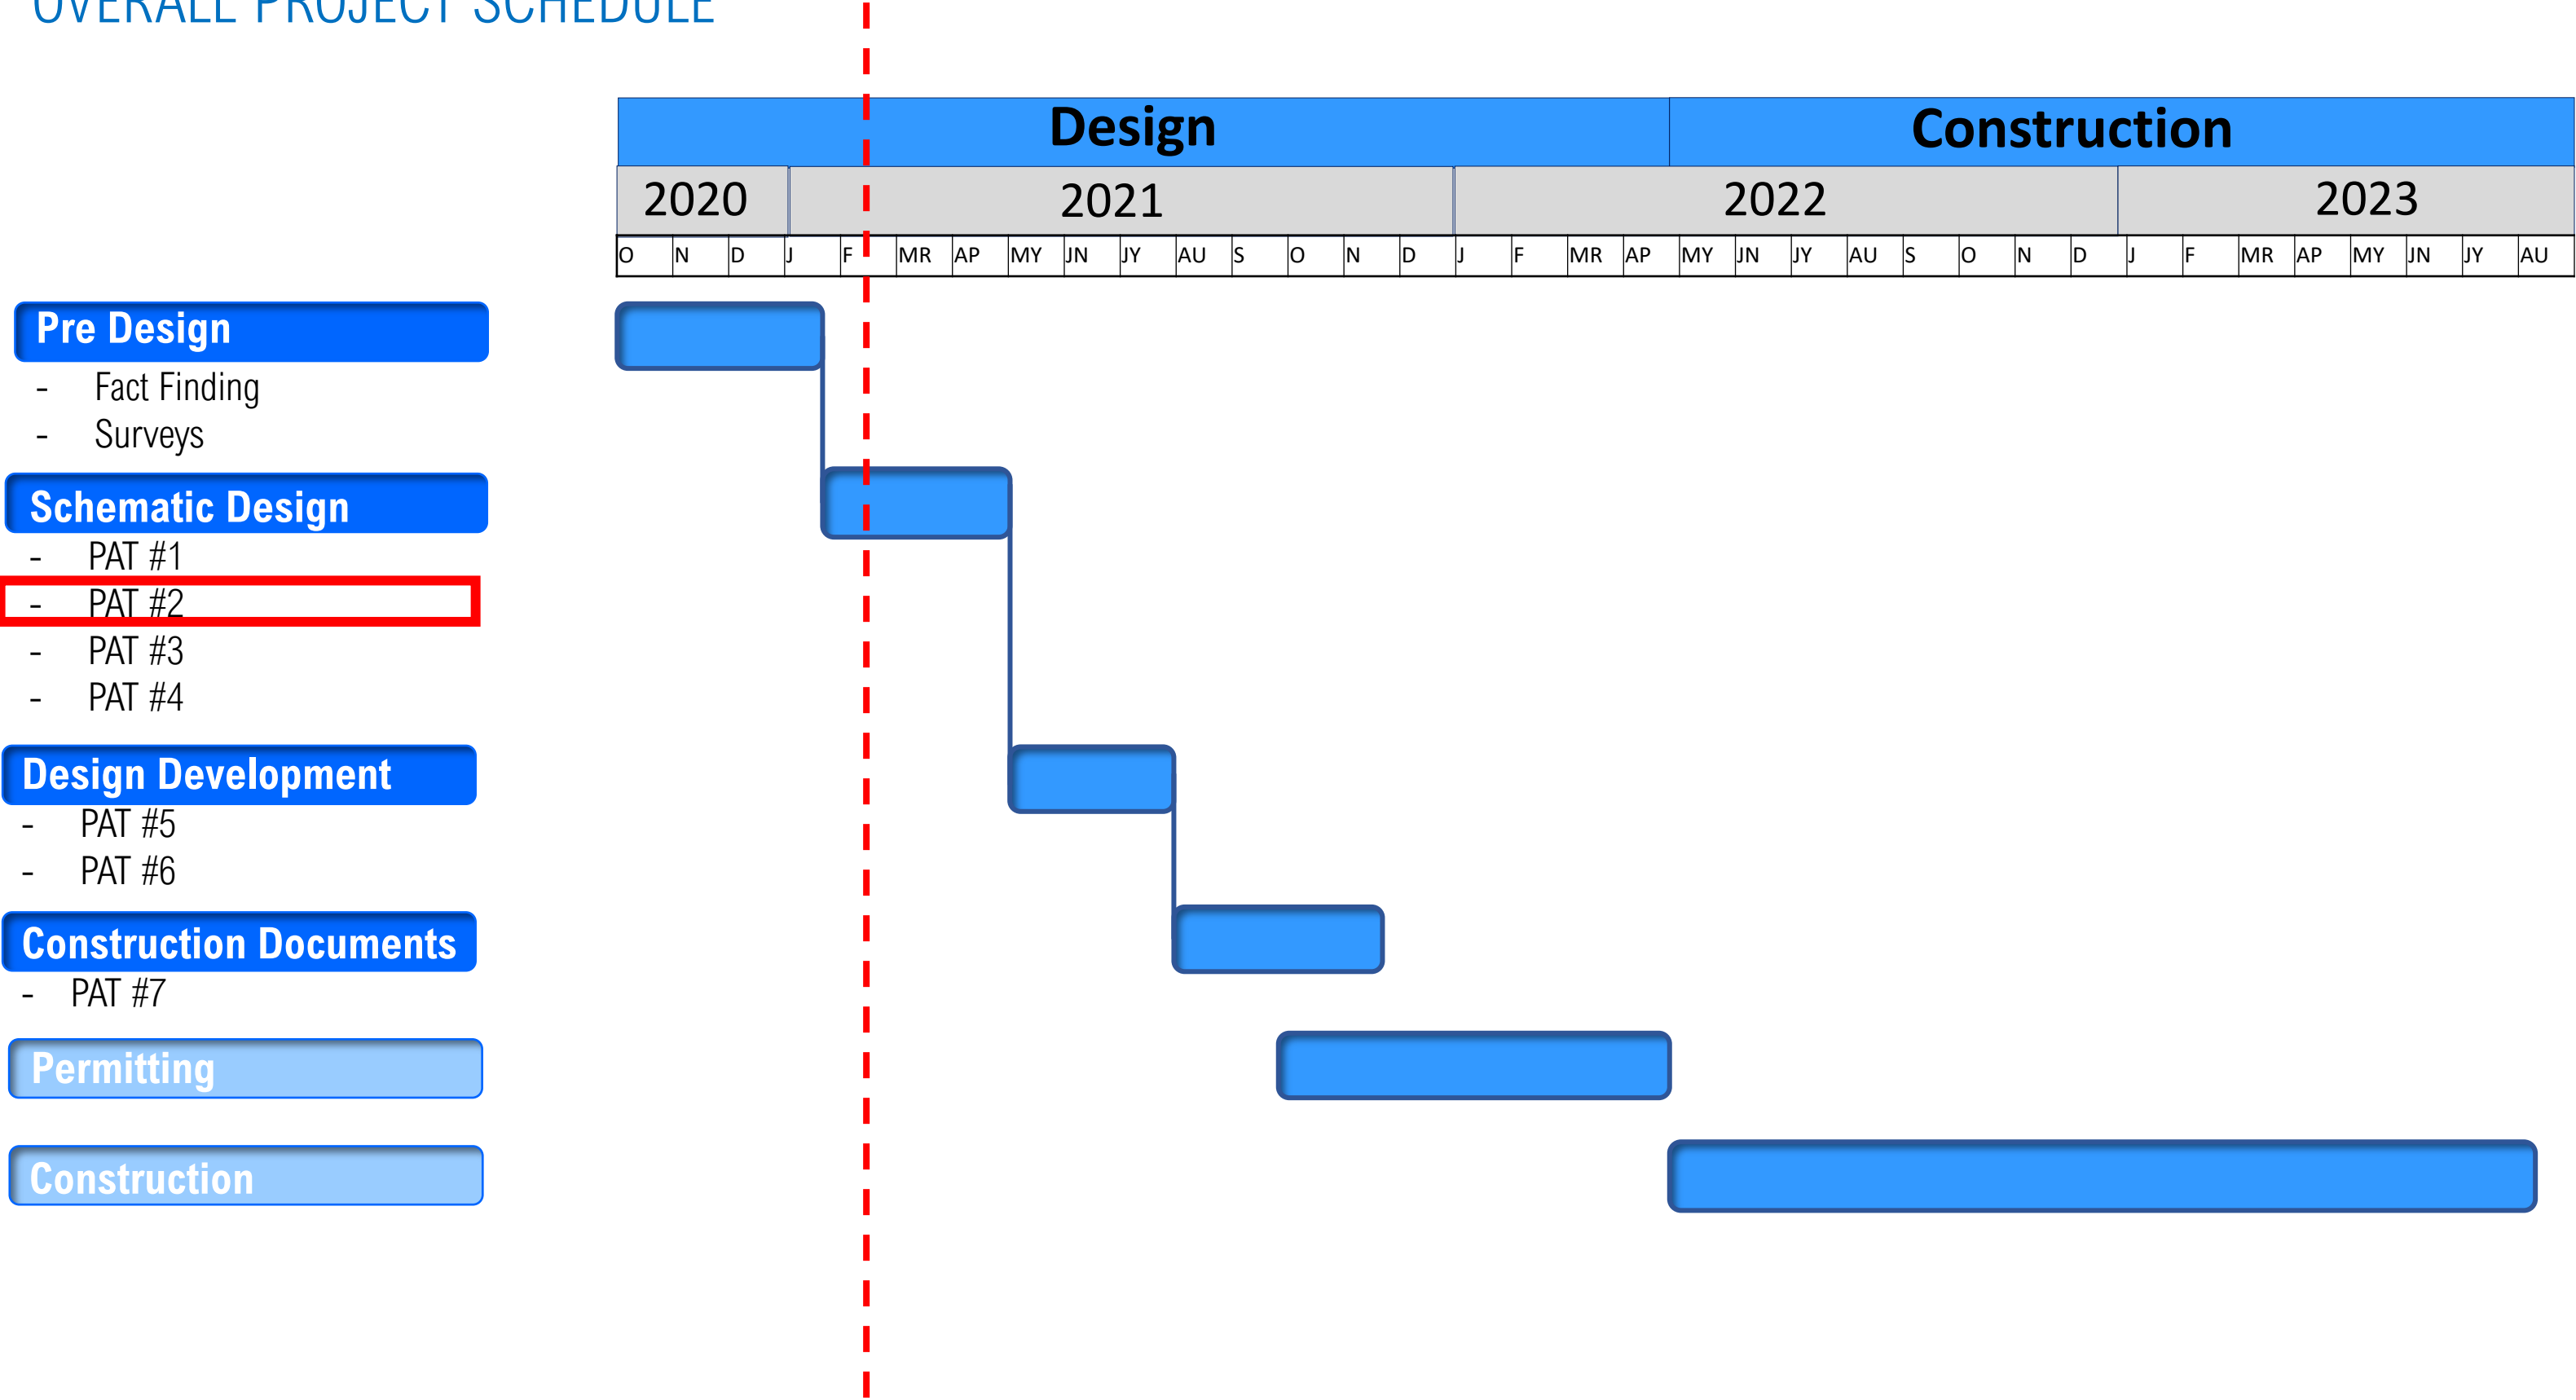 OVERALL PROJECT SCHEDULE
Design Construction
2020 2021 2022 2023
O N D J F MR AP MY JN JY AU S O N D J F MR AP MY JN JY AU S O N D J F MR AP MY JN JY AU
Pre Design
- Fact Finding
- Surveys
Schematic Design
- PAT #1
- PAT #2
- PAT #3
- PAT #4
Design Development
- PAT #5
- PAT #6
Construction Documents
- PAT #7
Permitting
Construction